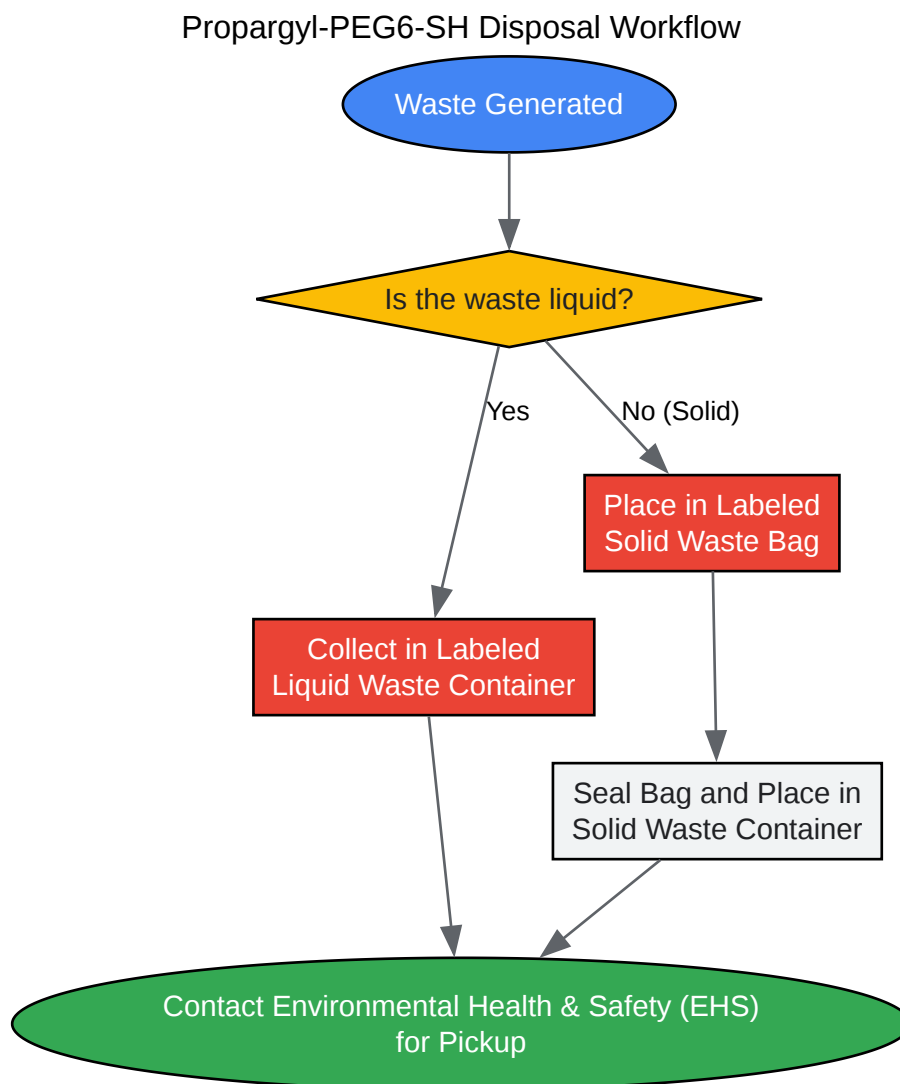 Propargyl-PEG6-SH Disposal Workflow
Waste Generated
Is the waste liquid?
Yes
No (Solid)
Place in Labeled
Solid Waste Bag
Collect in Labeled
Liquid Waste Container
Seal Bag and Place in
Solid Waste Container
Contact Environmental Health & Safety (EHS)
for Pickup